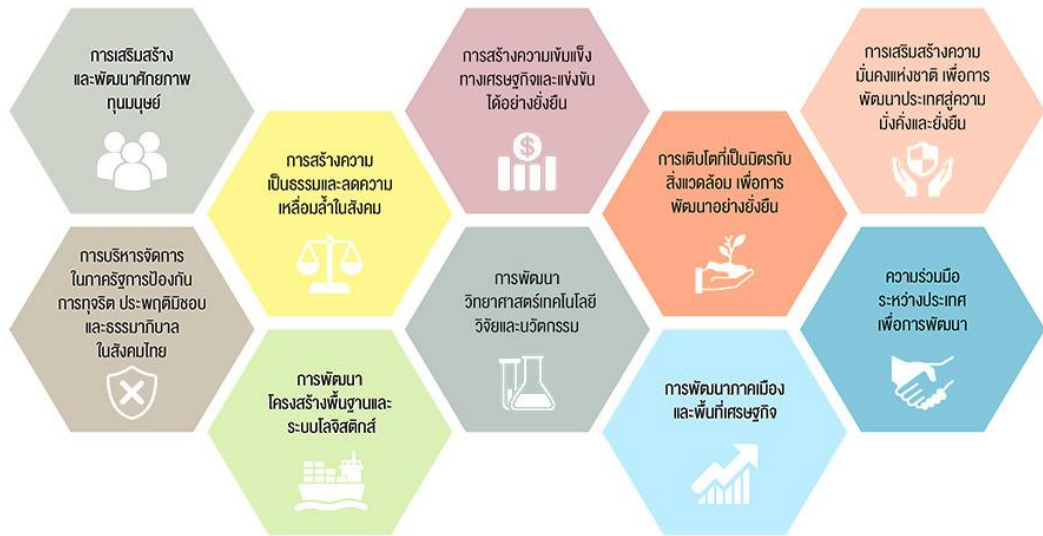 การเสริมสร้าง
และพัฒนาศักยภาพ
ทุนมนุษย์
การสร้างความ
เป็นธรรมและลดความ
เหลื่อมล้ำในสังคม
การสร้างความเข้มแข็ง
ทางเศรษฐกิจและแข่งขัน
ได้อย่างยั่งยืน
การเติบโตที่เป็นมิตรกับ
สิ่งแวดล้อม เพื่อการ
พัฒนาอย่างยั่งยืน
การเสริมสร้างความ
มั่นคงแห่งชาติ เพื่อการ
พัฒนาประเทศสู่ความ
มั่งคั่งและยั่งยืน
การบริหารจัดการ
ในภาครัฐการป้องกัน
การทุจริต ประพฤติมิชอบ
และธรรมาภิบาล
ในสังคมไทย
การพัฒนา
โครงสร้างพื้นฐานและ
ระบบโลจิสติกส์
การพัฒนา
วิทยาศาสตร์เทคโนโลยี
วิจัยและนวัตกรรม
การพัฒนาภาคเมือง
และพื้นที่เศรษฐกิจ
ความร่วมมือ
ระหว่างประเทศ
เพื่อการพัฒนา
$